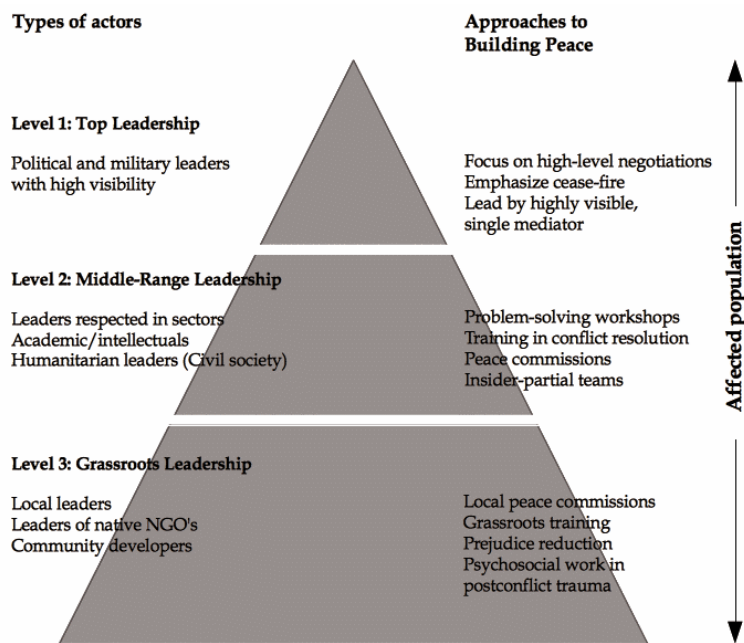 Types of actors
Approaches to
Building Peace
Level 1: Top Leadership
Political and military leaders
with high visibility
Focus on high-level negotiations
Emphasize cease-fire
Lead by highly visible,
single mediator
Level 2: Middle-Range Leadership
Leaders respected in sectors
Academic/intellectuals
Humanitarian leaders (Civil society)
Problem-solving workshops
Training in conflict resolution
Peace commissions
Insider-partial teams
Level 3: Grassroots Leadership
Local leaders
Leaders of native NGO's
Community developers
Local peace commissions
Grassroots training
Prejudice reduction
Psychosocial work in
postconflict trauma
Affected population